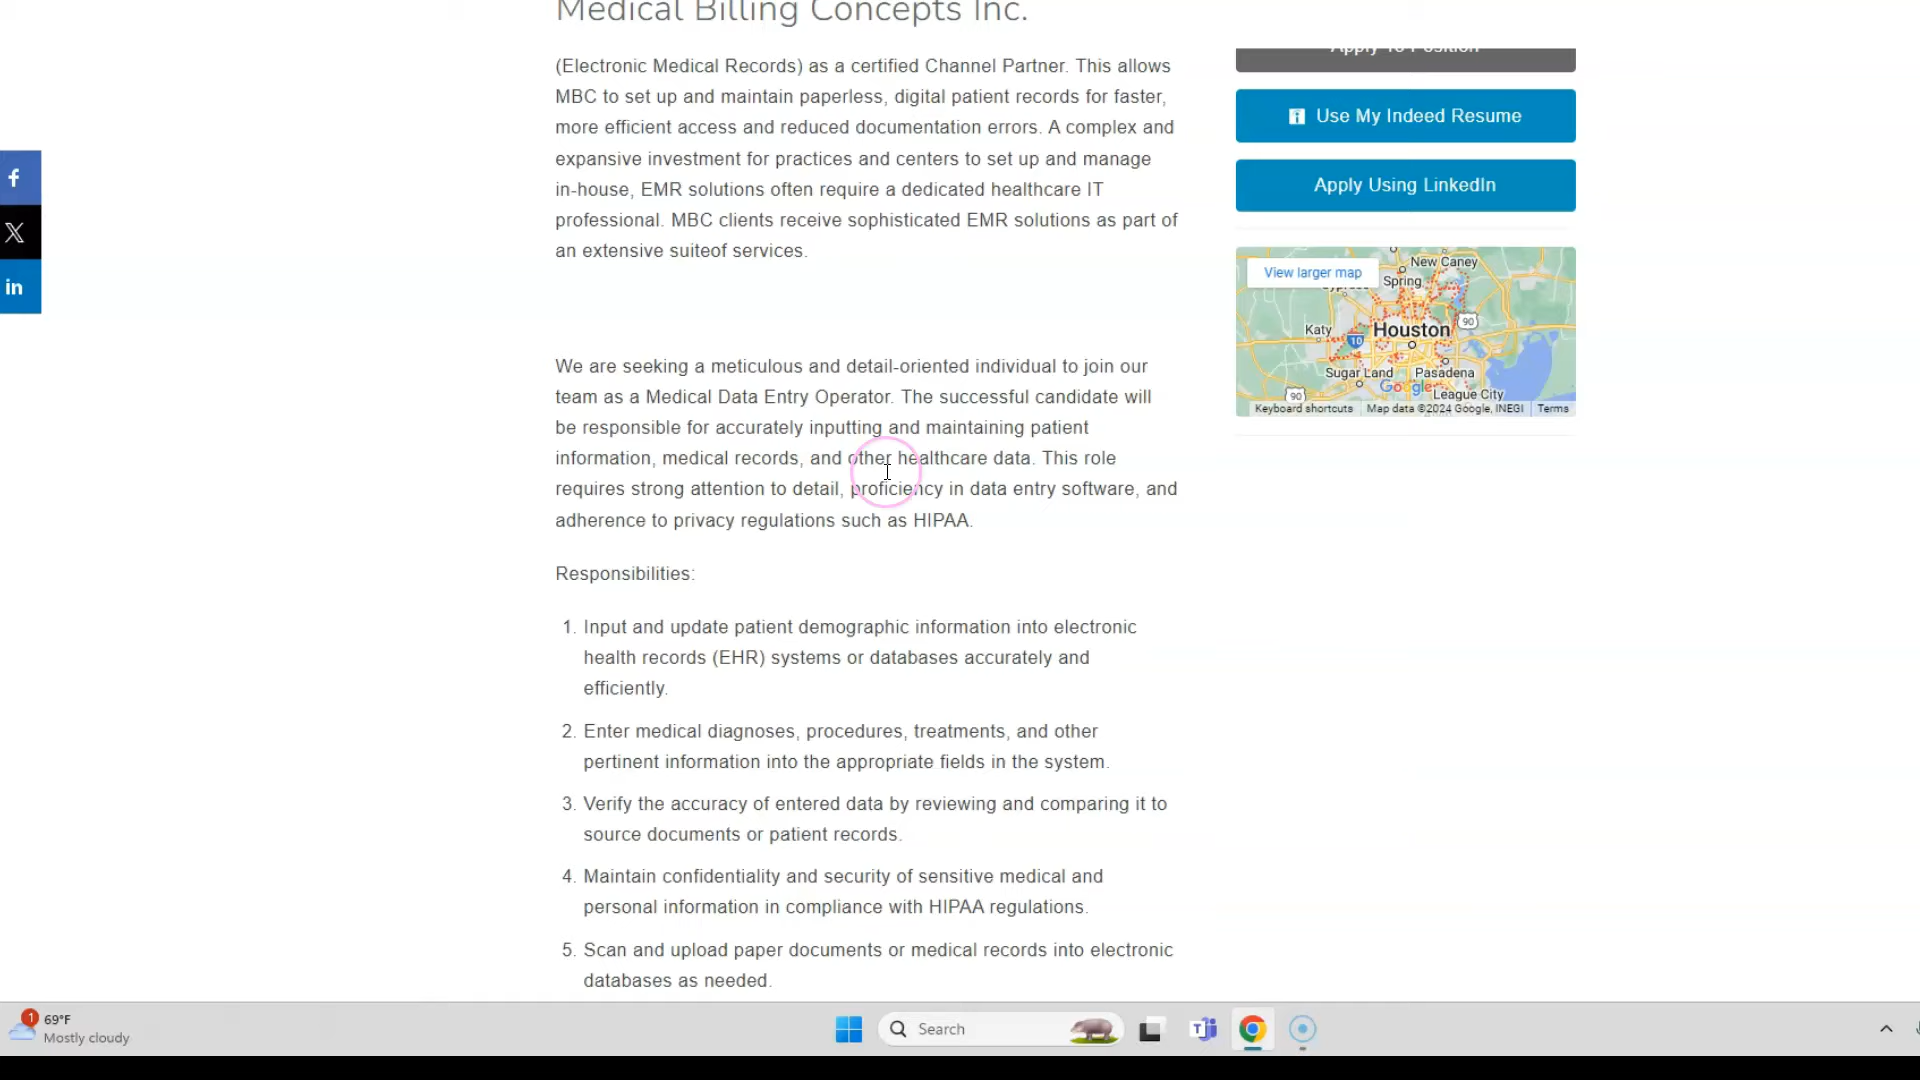 Medical Billing Concepts Inc.
(Electronic Medical Records) as a certified Channel Partner. This allows
MBC to set up and maintain paperless, digital patient records for faster,
more efficient access and reduced documentation errors. A complex and
expansive investment for practices and centers to set up and manage
in-house, EMR solutions often require a dedicated healthcare IT
professional. MBC clients receive sophisticated EMR solutions as part of
an extensive suiteof services.
We are seeking a meticulous and detail-oriented individual to join our
team as a Medical Data Entry Operator. The successful candidate will
be responsible for accurately inputting and maintaining patient
information, medical records, and other healthcare data. This role
requires strong attention to detail, proficiency in data entry software, and
adherence to privacy regulations such as HIPAA.
Responsibilities:
1. Input and update patient demographic information into electronic
health records (EHR) systems or databases accurately and
efficiently.
2. Enter medical diagnoses, procedures, treatments, and other
pertinent information into the appropriate fields in the system.
3. Verify the accuracy of entered data by reviewing and comparing it to
source documents or patient records.
4. Maintain confidentiality and security of sensitive medical and
personal information in compliance with HIPAA regulations.
5. Scan and upload paper documents or medical records into electronic
databases as needed.
Apply To Position
Use My Indeed Resume
Apply Using LinkedIn
View larger map
New Caney
Cypress
Spring
Katy
Houston
90
10
Sugar Land
Pasadena
Google
League City
90
Keyboard shortcuts
Map data ©2024 Google, INEGI
Terms
f
X
in
1
69°F
Mostly cloudy
Search